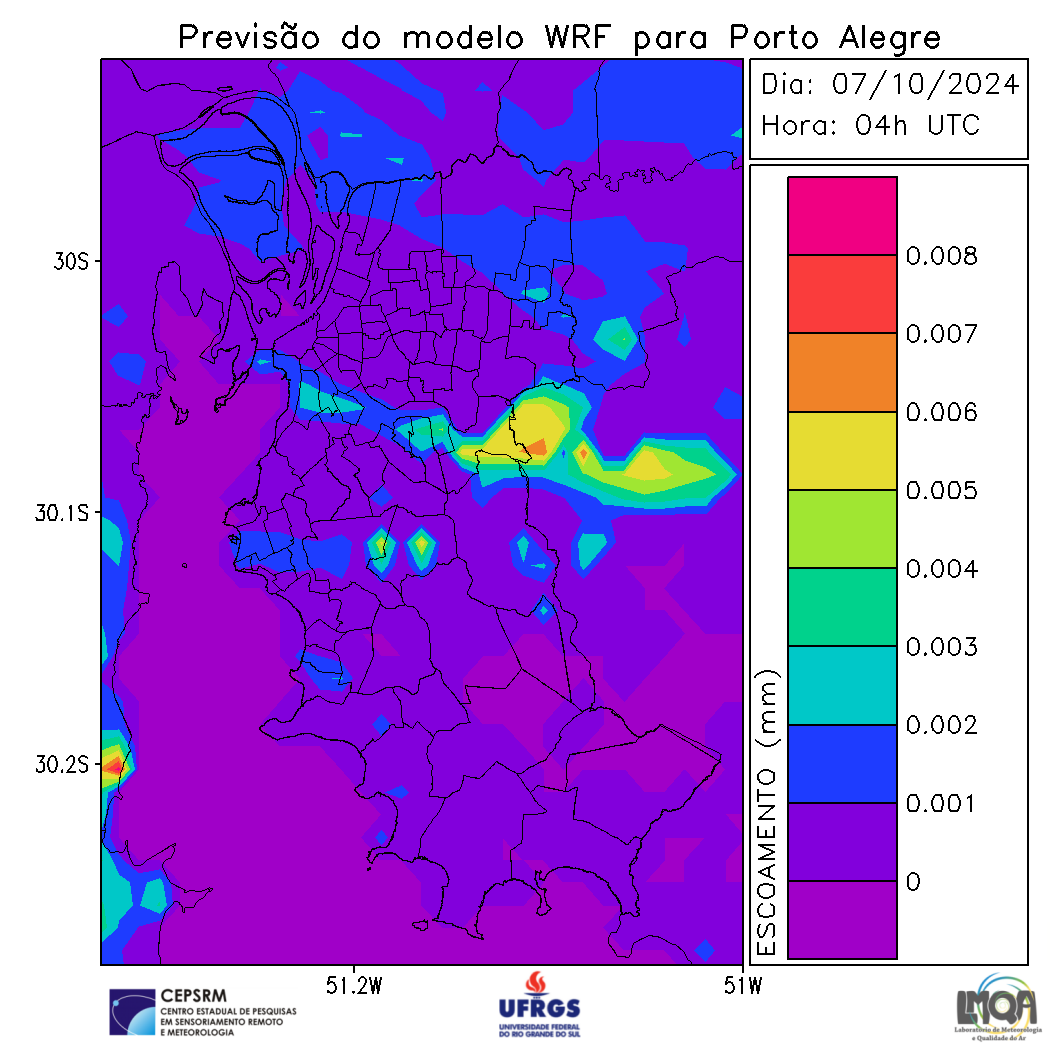 Previsão do modelo WRF para Porto Alegre
Dia: 07/10/2024
Hora: 04h UTC
0.008
0.007
0.006
0.005
0.004
0.003
0.002
0.001
0
ESCOAMENTO (mm)
30S
30.1S
30.2S
51.2W
51W
CEPSRM
CENTRO ESTADUAL DE PESQUISAS
EM SENSORIAMENTO REMOTO
E METEOROLOGIA
UFRGS
UNIVERSIDADE FEDERAL
DO RIO GRANDE DO SUL
LMQA
Laboratório de Meteorologia
e Qualidade do Ar